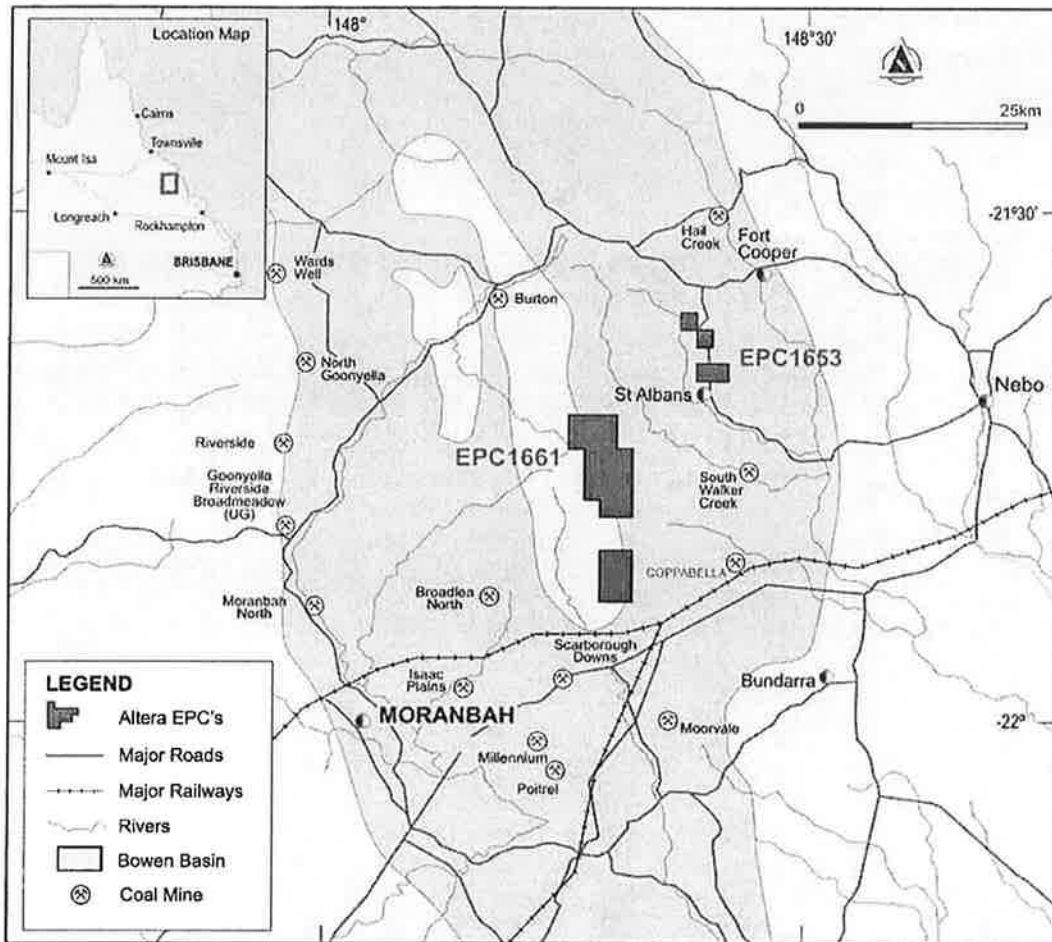 Location Map
Cairns
Townsvile
Mount Isa
Longreach
Rockhampton
BRISBANE
500 km
148°
148°30'
0
25km
-21°30'
Hail
Creek
Fort
Cooper
Wards
Well
Burton
North
Goonyella
EPC1653
St Albans
Nebo
Riverside
EPC1661
Goonyella
Riverside
Broadmeadow
(UG)
South
Walker
Creek
COPPABELLA
Broadlea
North
Moranbah
North
Scarborough
Downs
Isaac
Plains
Bundarra
MORANBAH
Moorvale
-22°
Millennium
Poitrel
LEGEND
Altera EPC's
Major Roads
Major Railways
Rivers
Bowen Basin
Coal Mine